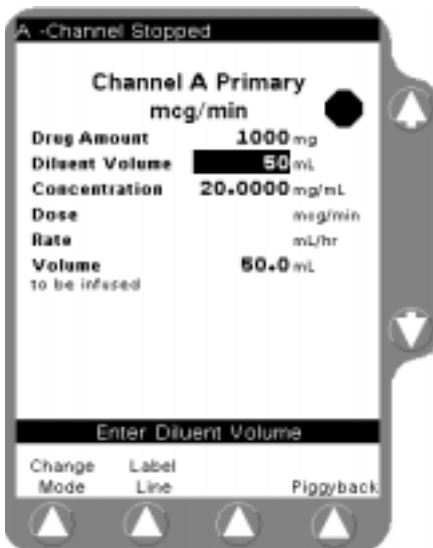 A -Channel Stopped
Channel A Primary
mcg/min
Drug Amount 1000 mg
Diluent Volume 50 mL
Concentration 20.0000 mg/mL
Dose mcg/min
Rate mL/hr
Volume 50.0 mL
to be infused
Enter Diluent Volume
Change Label
Mode Line Piggyback